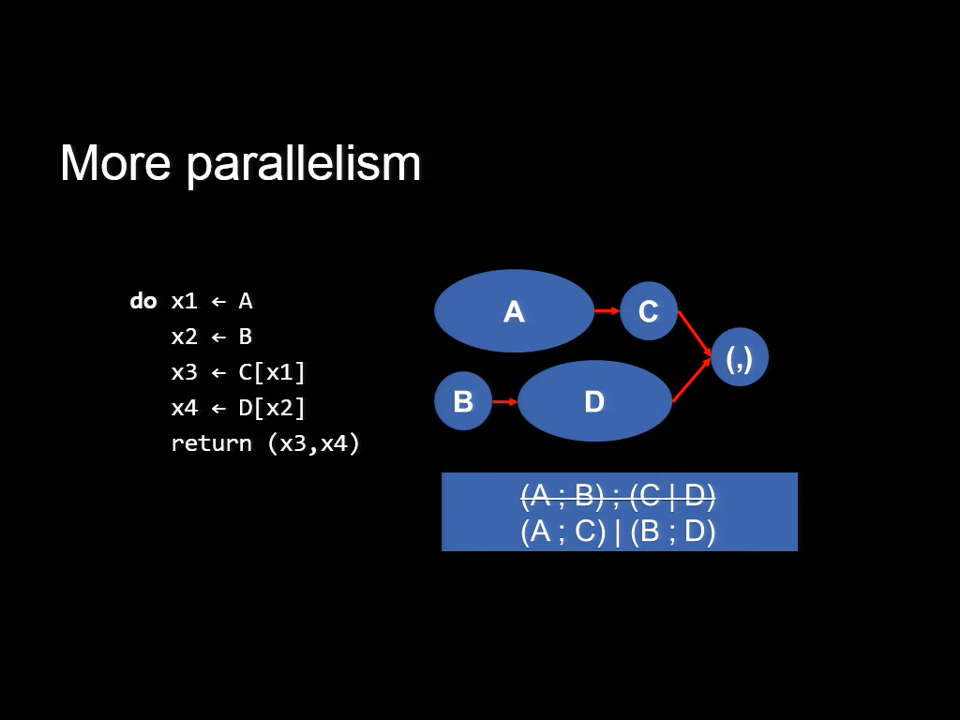 More parallelism
do x1 ← A
x2 ← B
x3 ← C[x1]
x4 ← D[x2]
return (x3,x4)
A
C
(,)
B
D
(A ; B) ; (C | D)
(A ; C) | (B ; D)